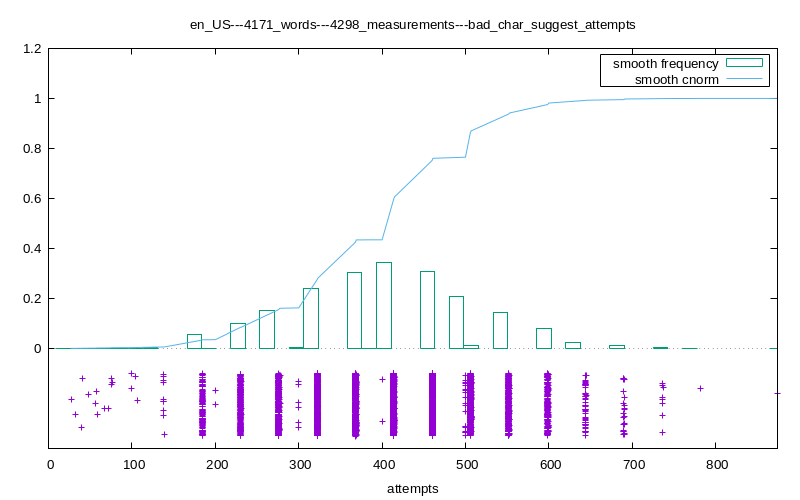 en_US---4171_words---4298_measurements---bad_char_suggest_attempts
1.2
smooth frequency
smooth cnorm
1
0.8
0.6
0.4
0.2
0
0 100 200 300 400 500 600 700 800
attempts